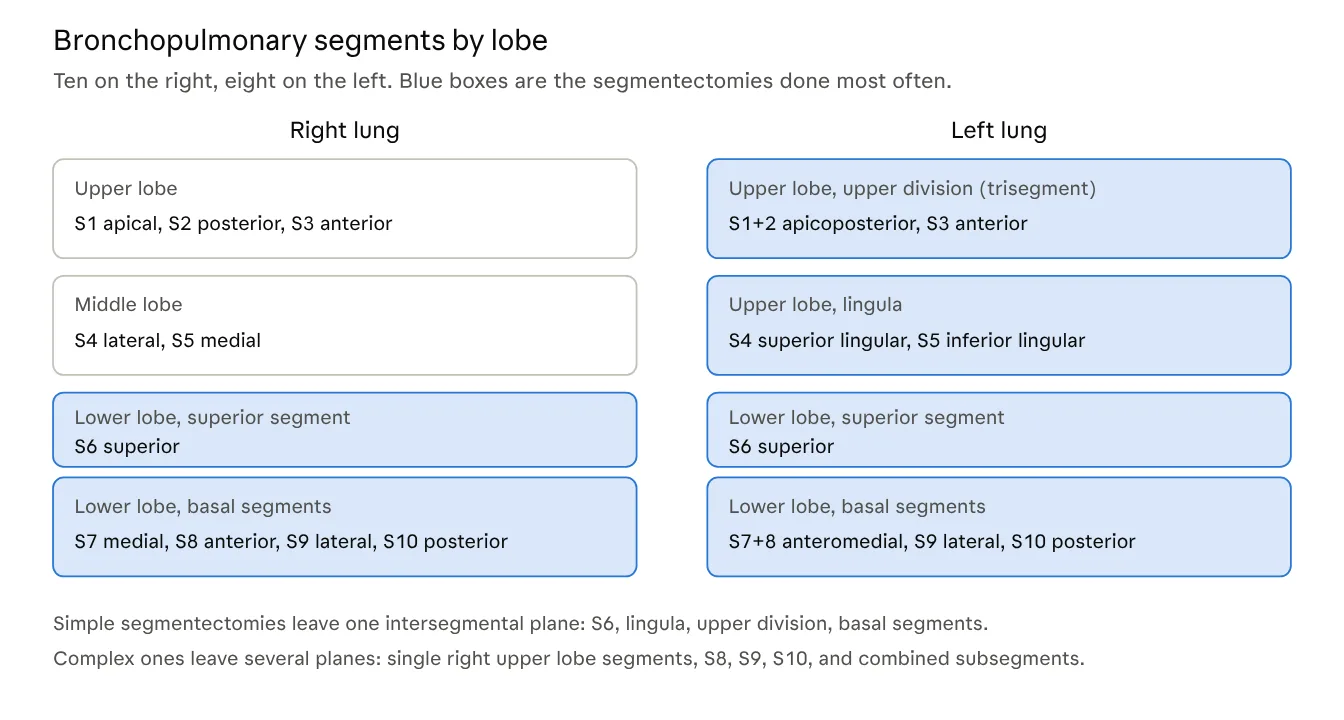 Bronchopulmonary segments by lobe
Ten on the right, eight on the left. Blue boxes are the segmentectomies done most often.
Right lung
Upper lobe
S1 apical, S2 posterior, S3 anterior
Middle lobe
S4 lateral, S5 medial
Lower lobe, superior segment
S6 superior
Lower lobe, basal segments
S7 medial, S8 anterior, S9 lateral, S10 posterior
Left lung
Upper lobe, upper division (trisegment)
S1+2 apicoposterior, S3 anterior
Upper lobe, lingula
S4 superior lingular, S5 inferior lingular
Lower lobe, superior segment
S6 superior
Lower lobe, basal segments
S7+8 anteromedial, S9 lateral, S10 posterior
Simple segmentectomies leave one intersegmental plane: S6, lingula, upper division, basal segments.
Complex ones leave several planes: single right upper lobe segments, S8, S9, S10, and combined subsegments.